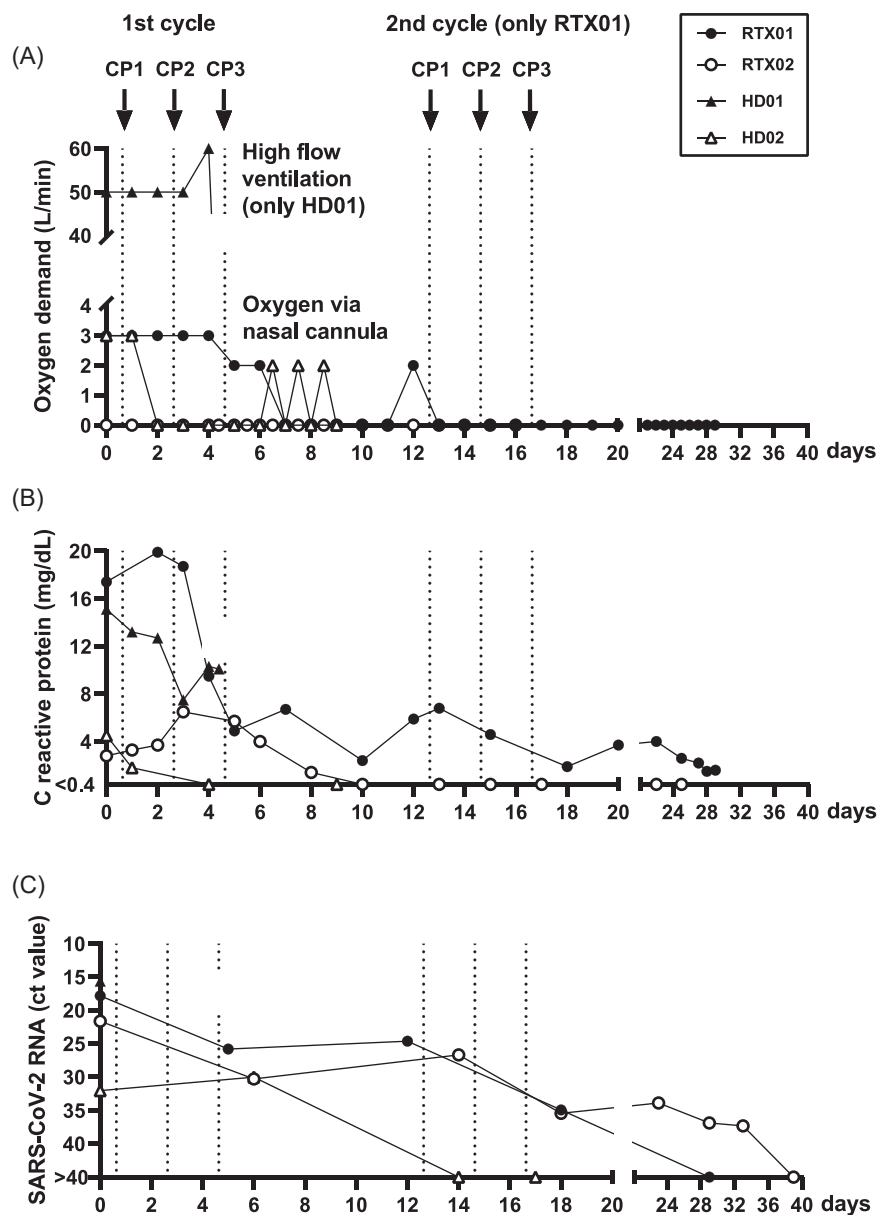 1st cycle
2nd cycle (only RTX01)
RTX01
RTX02
HD01
HD02
(A)
CP1 CP2 CP3
CP1 CP2 CP3
High flow
ventilation
(only HD01)
Oxygen via
nasal cannula
Oxygen demand (L/min)
60
50
40
4
3
2
1
0
0 2 4 6 8 10 12 14 16 18 20 24 28 32 36 40 days
(B)
C reactive protein (mg/dL)
20
16
12
8
4
<0.4
0 2 4 6 8 10 12 14 16 18 20 24 28 32 36 40 days
(C)
SARS-CoV-2 RNA (ct value)
10
15
20
25
30
35
40
>40
0 2 4 6 8 10 12 14 16 18 20 24 28 32 36 40 days